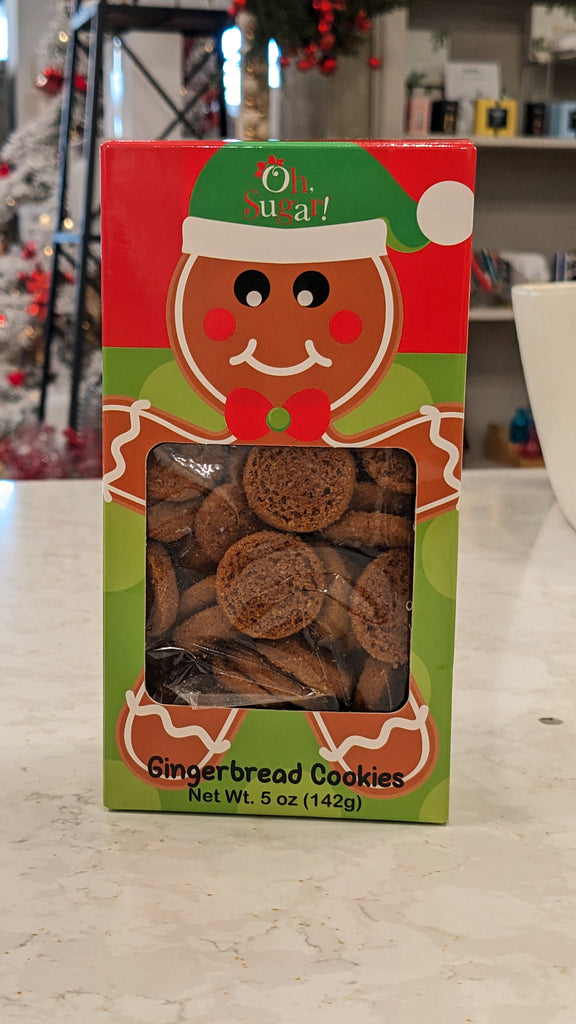 Oh,
Sugar!
Gingerbread Cookies
Net Wt. 5 oz (142g)